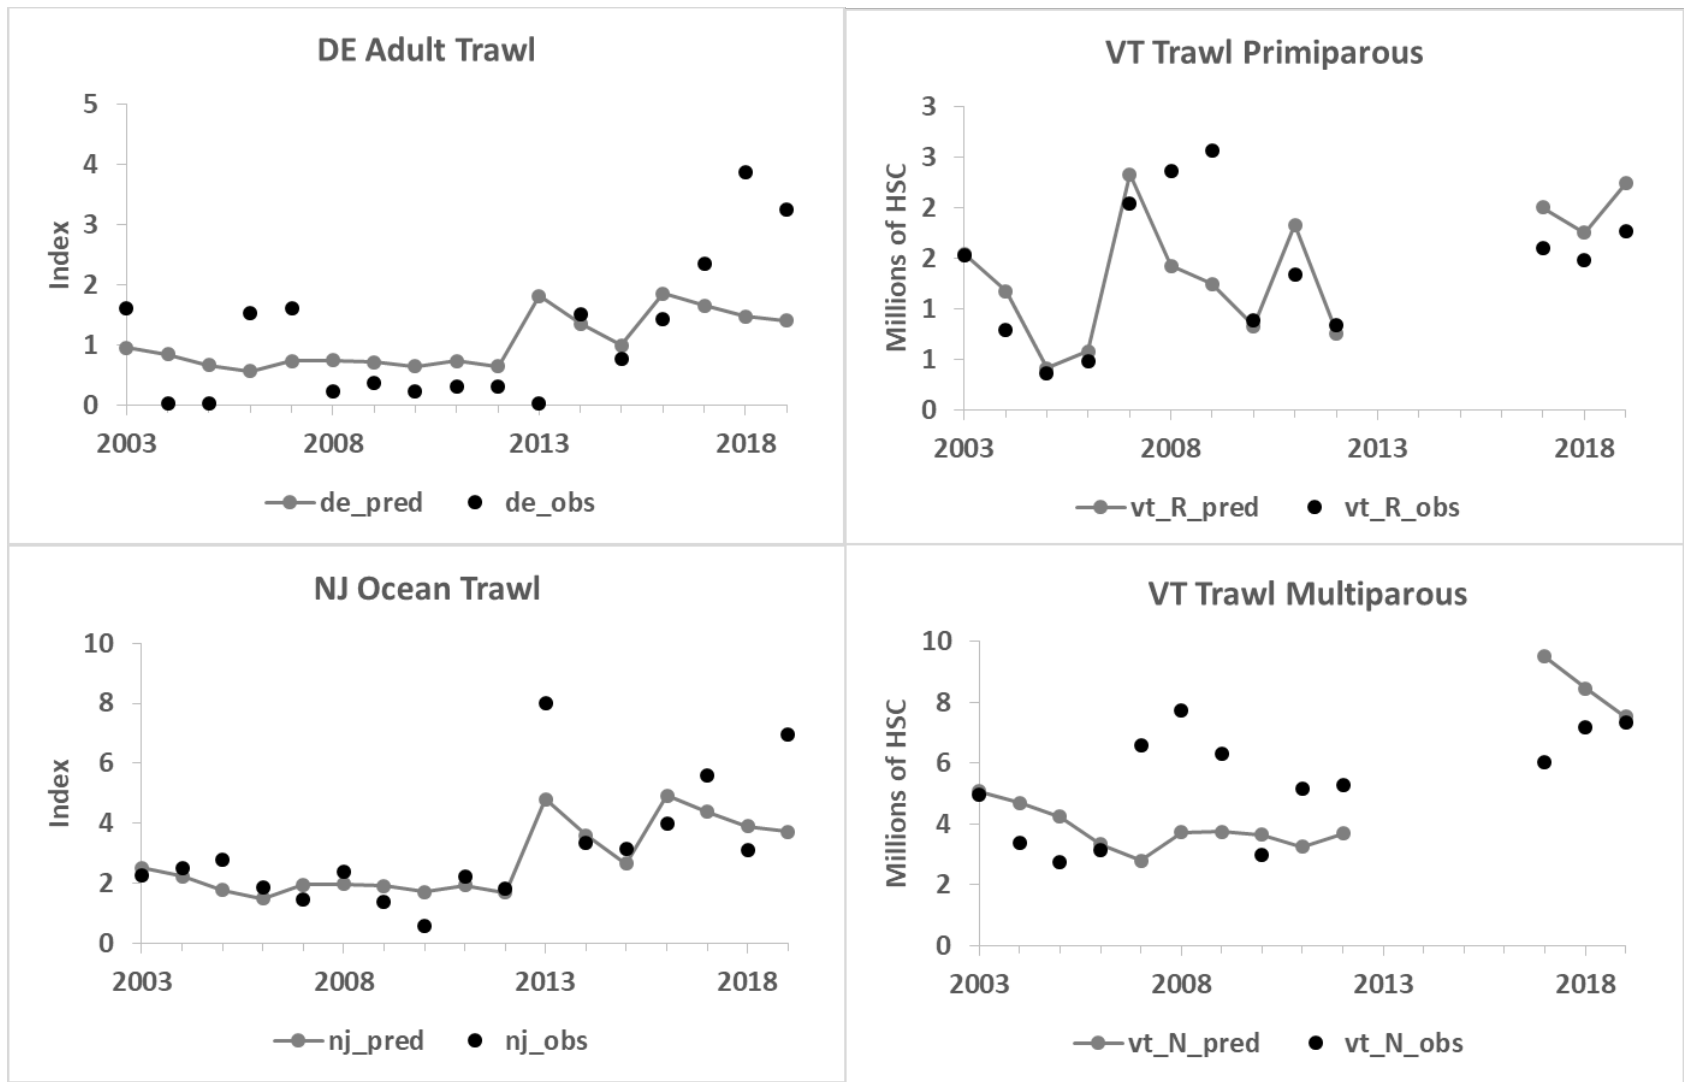 DE Adult Trawl
5
4
3
2
1
0
Index
2003 2008 2013 2018
de_pred de_obs
VT Trawl Primiparous
3
3
2
2
1
1
0
Millions of HSC
2003 2008 2013 2018
vt_R_pred vt_R_obs
NJ Ocean Trawl
10
8
6
4
2
0
Index
2003 2008 2013 2018
nj_pred nj_obs
VT Trawl Multiparous
10
8
6
4
2
0
Millions of HSC
2003 2008 2013 2018
vt_N_pred vt_N_obs